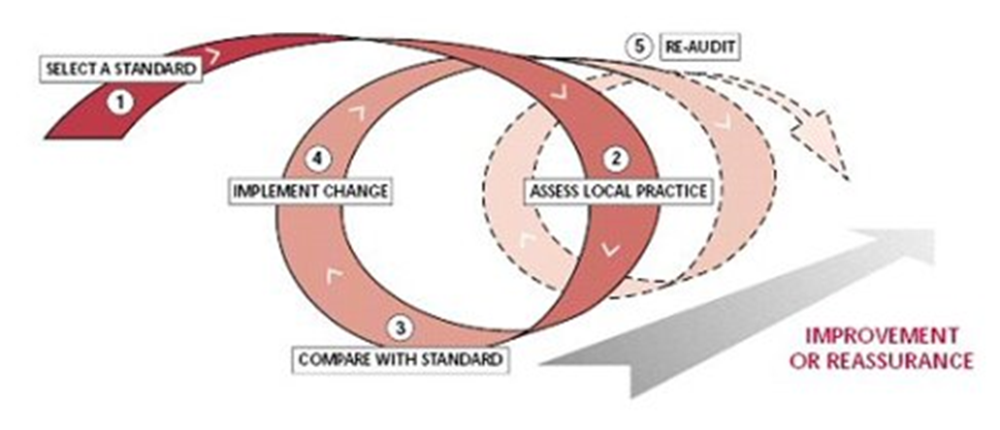 SELECT A STANDARD
1
5 RE-AUDIT
4
IMPLEMENT CHANGE
2
ASSESS LOCAL PRACTICE
3
COMPARE WITH STANDARD
IMPROVEMENT
OR REASSURANCE